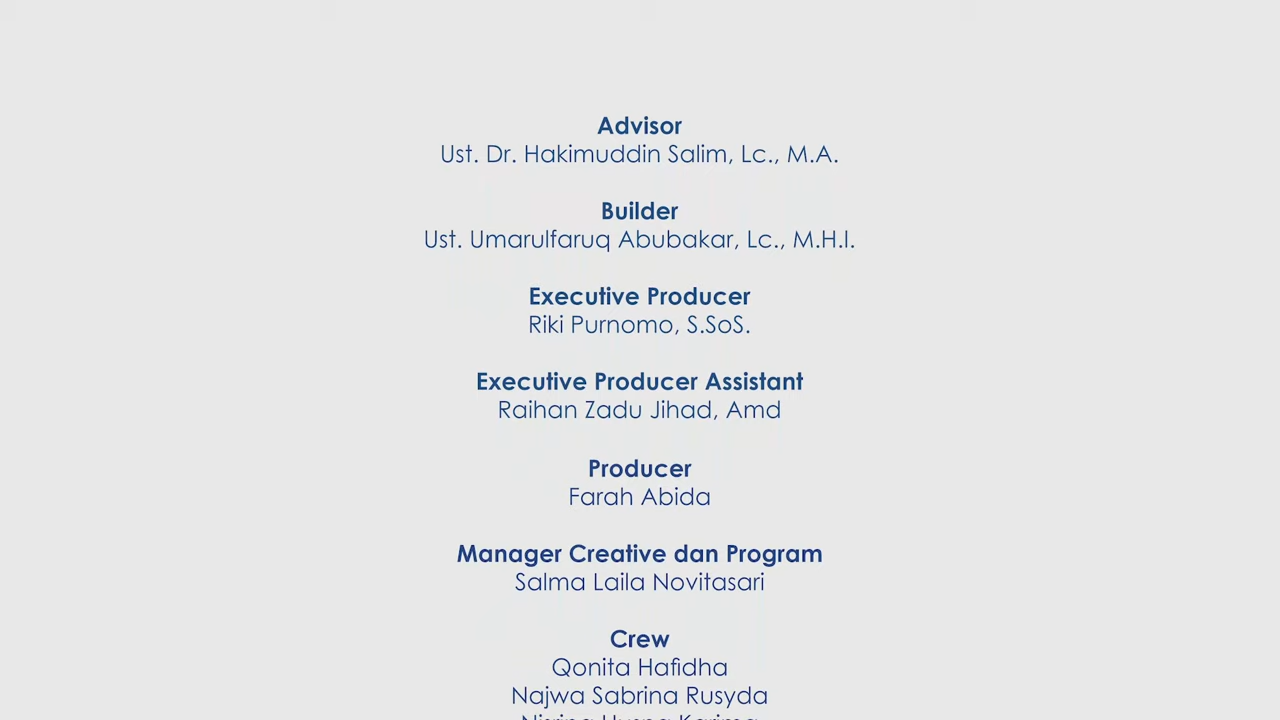 Advisor
Ust. Dr. Hakimuddin Salim, Lc., M.A.
Builder
Ust. Umarulfaruq Abubakar, Lc., M.H.I.
Executive Producer
Riki Purnomo, S.SoS.
Executive Producer Assistant
Raihan Zadu Jihad, Amd
Producer
Farah Abida
Manager Creative dan Program
Salma Laila Novitasari
Crew
Qonita Hafidha
Najwa Sabrina Rusyda